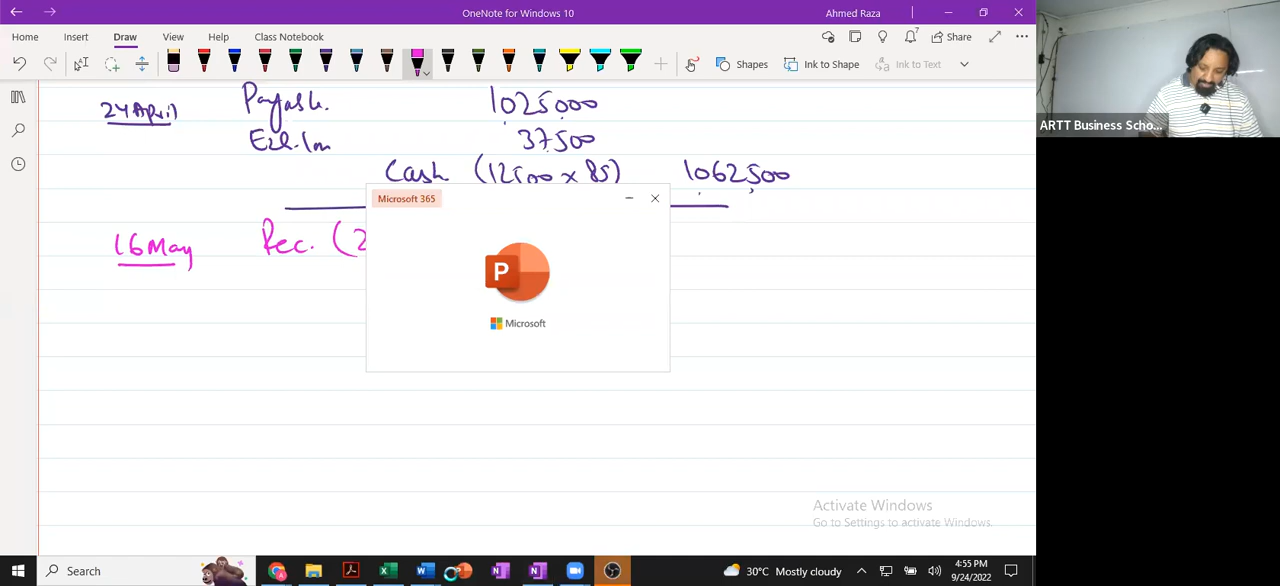 OneNote for Windows 10
Ahmed Raza
Home Insert Draw View Help Class Notebook
Share
Shapes Ink to Shape Ink to Text
24 April Payable. 1025000
Exh. Loss 37500
Cash (12500 x 85) 1062500
Microsoft 365
16 May Rec. (2
P
Microsoft
ARTT Business Scho...
Activate Windows
Go to Settings to activate Windows.
Search
30°C Mostly cloudy
4:55 PM
9/24/2022